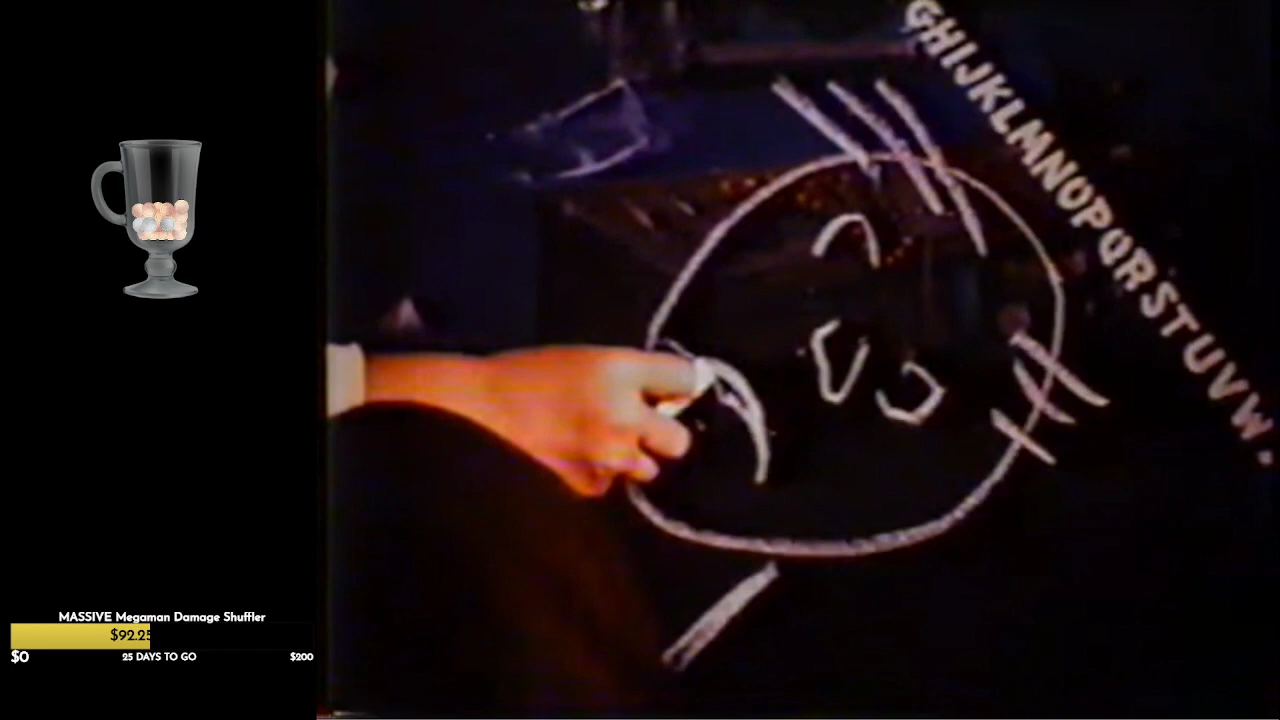 GHIJKLMNOPQRSTUVW.
MASSIVE Megaman Damage Shuffler
$92.25
$0
25 DAYS TO GO
$200